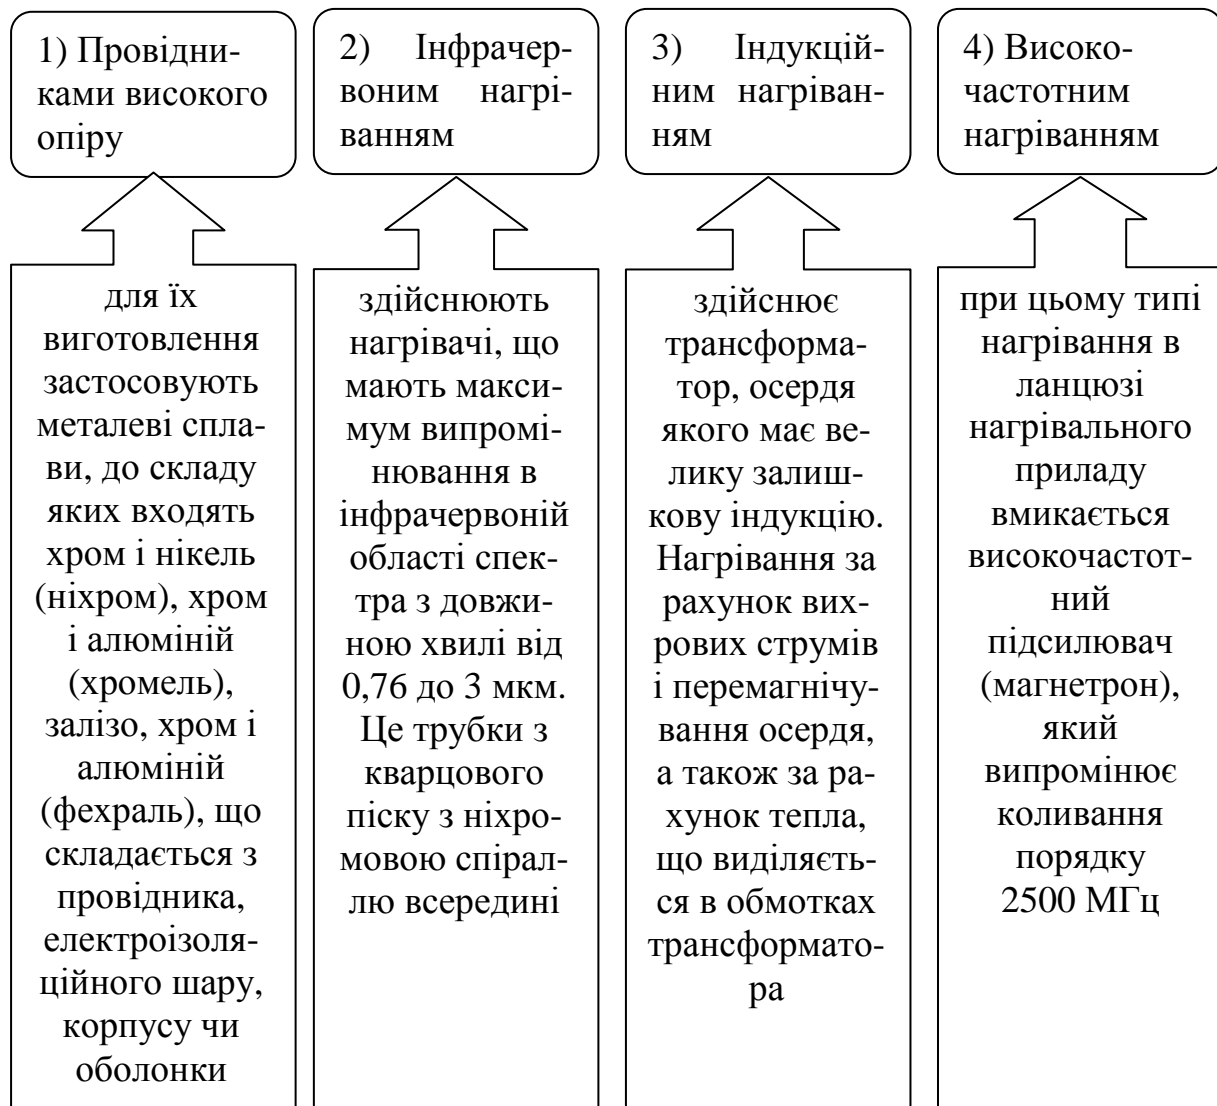 1) Провідни-
ками високого
опіру
2) Інфрачер-
воним нагрі-
ванням
3) Індукцій-
ним нагріван-
ням
4) Високо-
частотним
нагріванням
для їх
виготовлення
застосовують
металеві спла-
ви, до складу
яких входять
хром і нікель
(ніхром), хром
і алюміній
(хромель),
залізо, хром і
алюміній
(фехраль), що
складається з
провідника,
електроізоля-
ційного шару,
корпусу чи
оболонки
здійснюють
нагрівачі, що
мають макси-
мум випромі-
нювання в
інфрачервоній
області спек-
тра з довжи-
ною хвилі від
0,76 до 3 мкм.
Це трубки з
кварцового
піску з ніхро-
мовою спірал-
лю всередині
здійснює
трансформа-
тор, осердя
якого має ве-
лику залиш-
кову індукцію.
Нагрівання за
рахунок вих-
рових струмів
і перемагнічу-
вання осердя,
а також за ра-
хунок тепла,
що виділяєть-
ся в обмотках
трансформато-
ра
при цьому типі
нагрівання в
ланцюзі
нагрівального
приладу
вмикається
високочастот-
ний
підсилювач
(магнетрон),
який
випромінює
коливання
порядку
2500 МГц